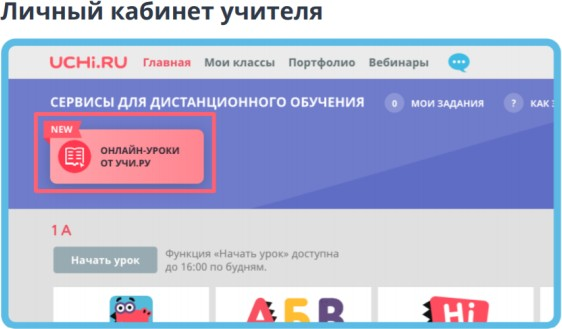 Личный кабинет учителя
UCHi.RU Главная Мои классы Портфолио Вебинары
СЕРВИСЫ ДЛЯ ДИСТАНЦИОННОГО ОБУЧЕНИЯ 0 МОИ ЗАДАНИЯ ? КАК
NEW
ОНЛАЙН-УРОКИ
ОТ УЧИ.РУ
1 А
Начать урок
Функция «Начать урок» доступна
до 16:00 по будням.
АБВ
Hi